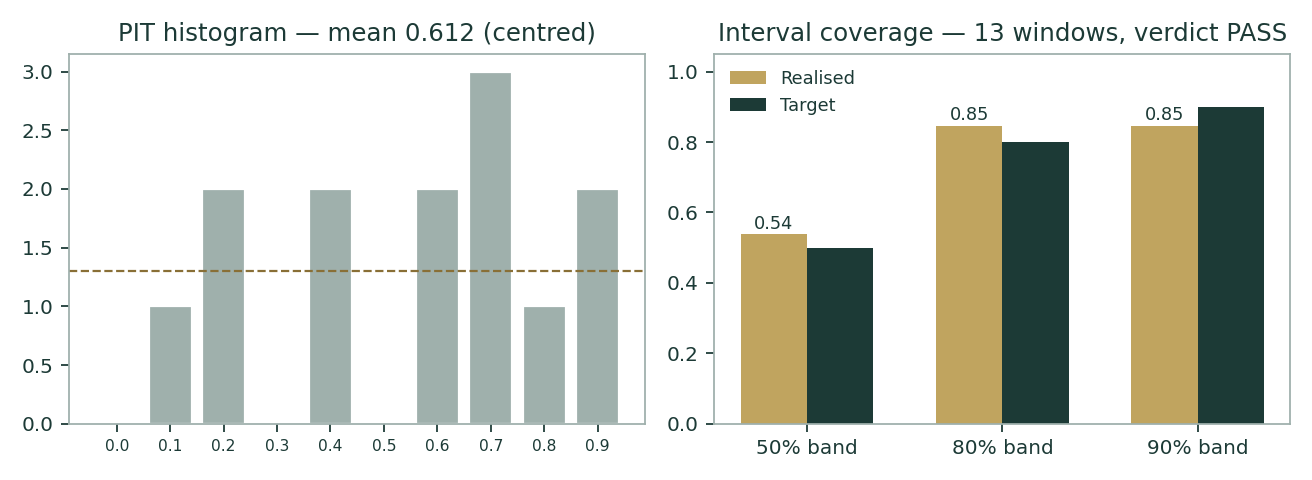 PIT histogram — mean 0.612 (centred)
3.0
2.5
2.0
1.5
1.0
0.5
0.0
0.0 0.1 0.2 0.3 0.4 0.5 0.6 0.7 0.8 0.9
Interval coverage — 13 windows, verdict PASS
Realised
Target
1.0
0.8
0.6
0.4
0.2
0.0
0.54
0.85
0.85
50% band 80% band 90% band